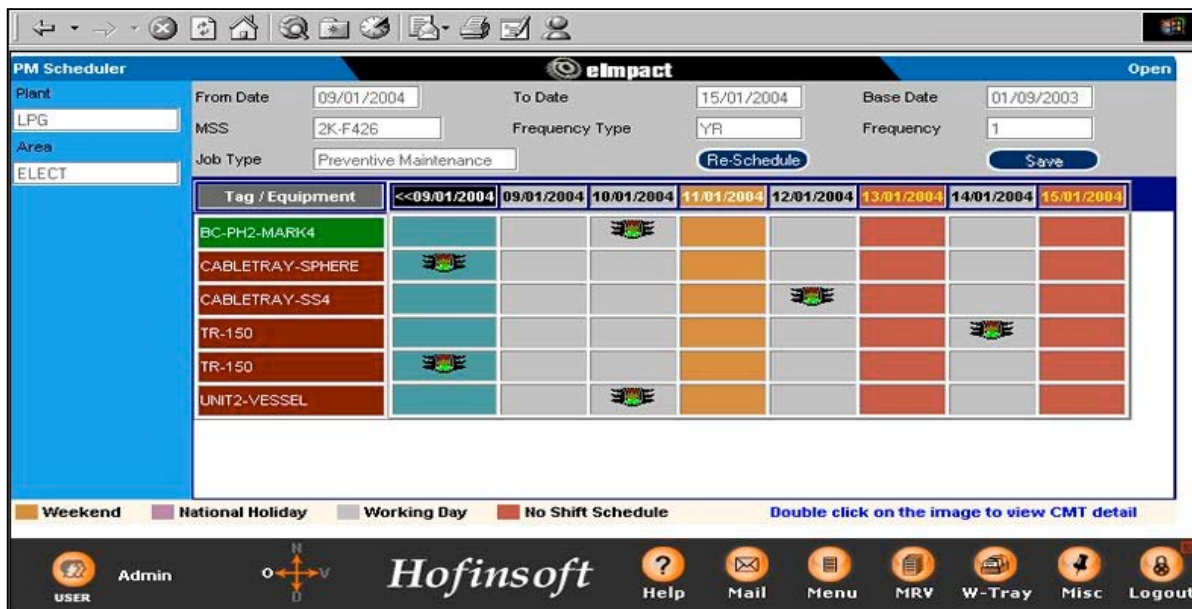 PM Scheduler eImpact Open
Plant
LPG
Area
ELECT
From Date 09/01/2004 To Date 15/01/2004 Base Date 01/09/2003
MSS 2K-F426 Frequency Type YR Frequency 1
Job Type Preventive Maintenance Re-Schedule Save
Tag / Equipment <<09/01/2004 09/01/2004 10/01/2004 11/01/2004 12/01/2004 13/01/2004 14/01/2004 15/01/2004
BC-PH2-MARK4
CABLETRAY-SPHERE
CABLETRAY-SS4
TR-150
TR-150
UNIT2-VESSEL
Weekend National Holiday Working Day No Shift Schedule Double click on the image to view CMT detail
USER Admin N O V D Hofinsoft ? Help Mail Menu MRV W-Tray Misc Logout